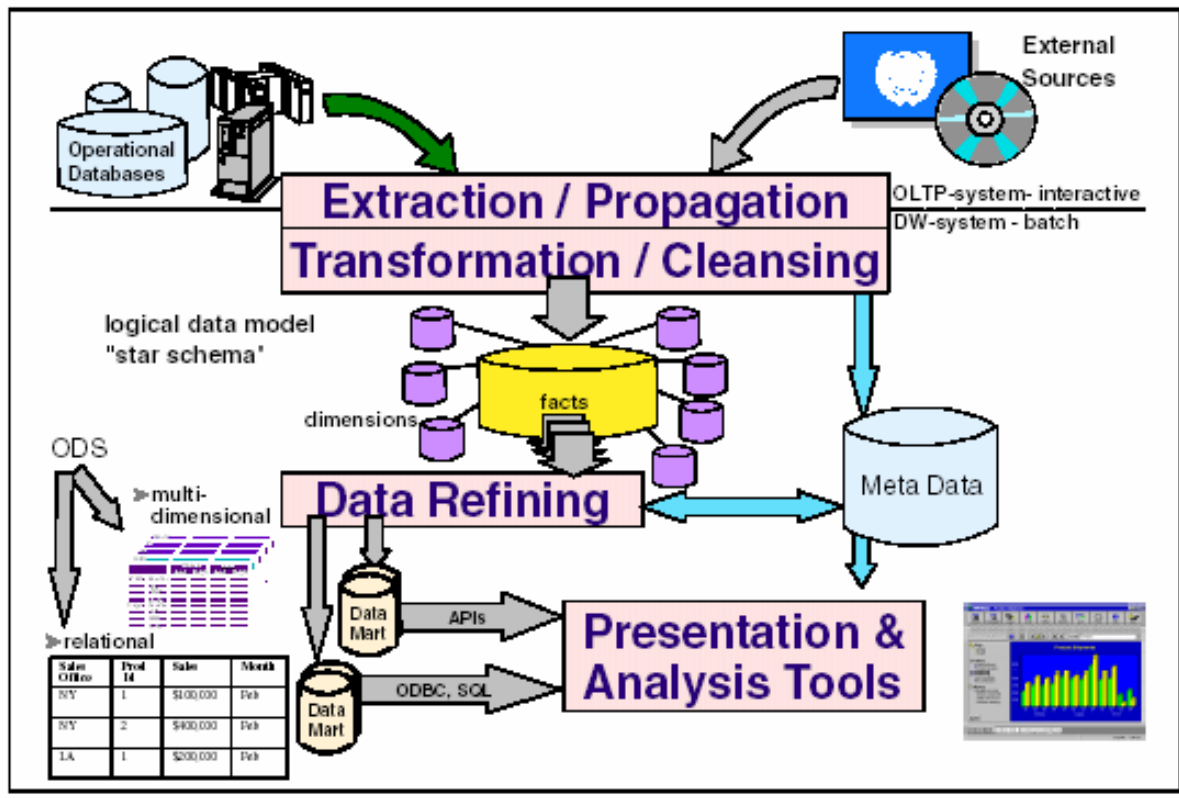 External
Sources
Operational
Databases
Extraction / Propagation
OLTP-system- interactive
DW-system - batch
Transformation / Cleansing
logical data model
"star schema'
facts
dimensions
ODS
multi-
dimensional
Data Refining
Meta Data
Data
Mart
APIs
Presentation &
Analysis Tools
relational
Sales Office Prod Id Sales Month
NY 1 $100,000 Feb
NY 2 $400,000 Feb
LA 1 $200,000 Feb
Data
Mart
ODBC, SQL